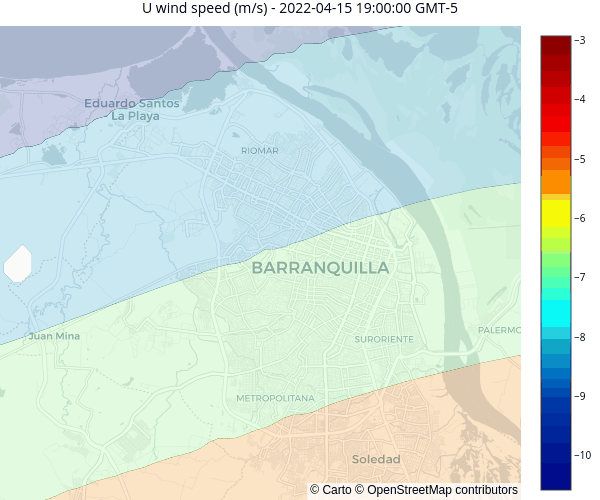 U wind speed (m/s) - 2022-04-15 19:00:00 GMT-5
−3
−4
−5
−6
−7
−8
−9
−10
Eduardo Santos
La Playa
RIOMAR
BARRANQUILLA
Juan Mina
PALERMO
SURORIENTE
METROPOLITANA
Soledad
© Carto © OpenStreetMap contributors